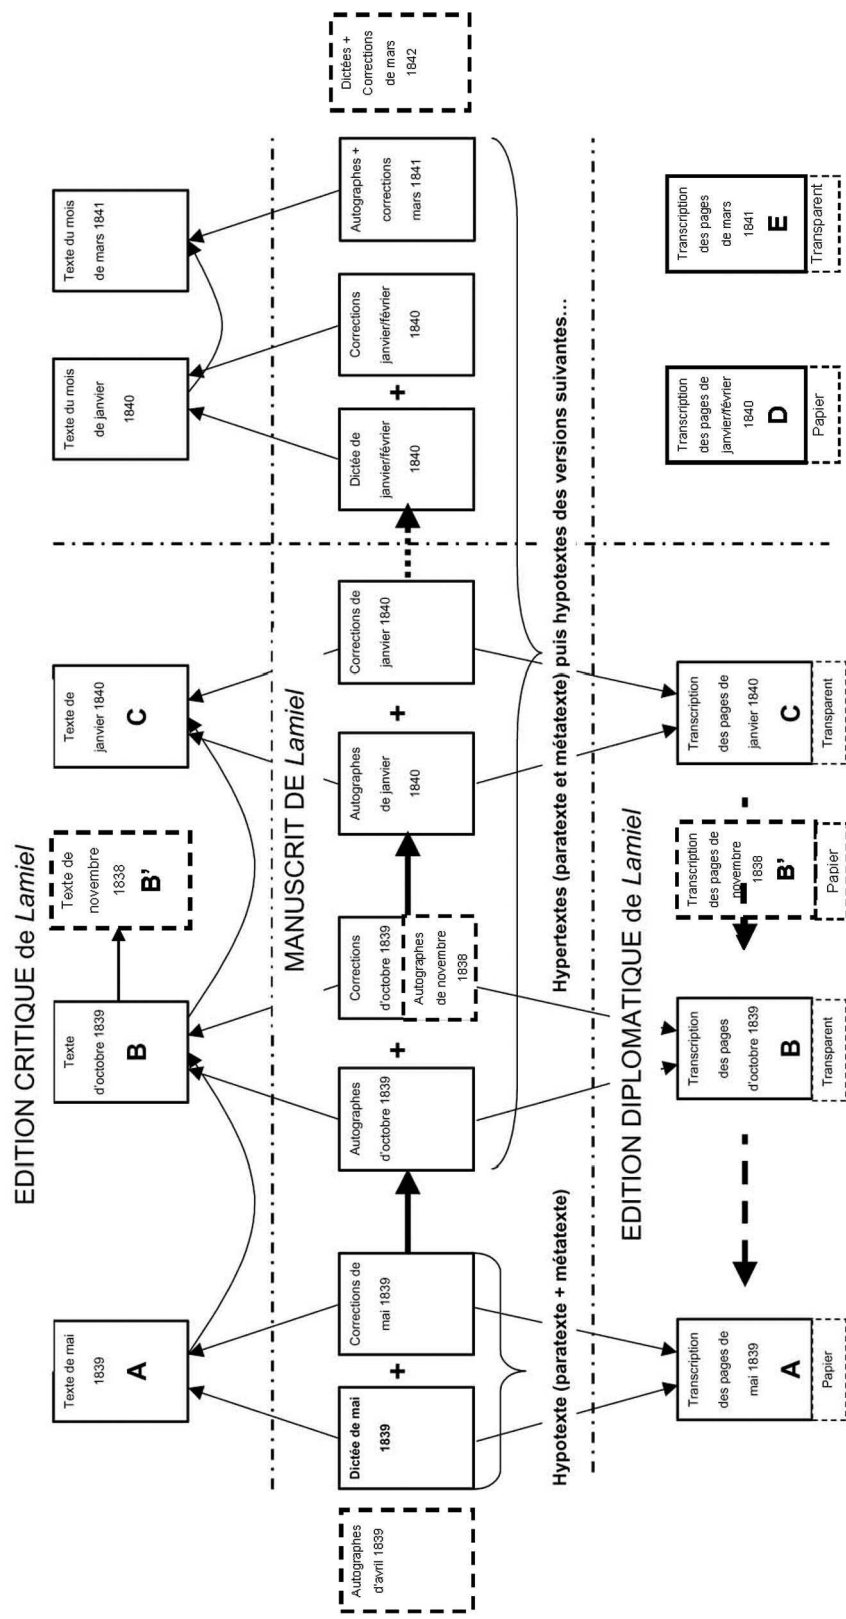 EDITION CRITIQUE de Lamiel
Texte de mai
1839
A
Texte
d'octobre 1839
B
Texte de
novembre
1838
B'
Texte de
janvier 1840
C
Texte du mois
de janvier
1840
Texte du mois
de mars 1841
MANUSCRIT DE Lamiel
Autographes
d'avril 1839
Dictée de mai
1839
+
Corrections de
mai 1839
Autographes
d'octobre 1839
+
Corrections
d'octobre 1839
Autographes
de novembre
1838
Autographes
de janvier
1840
+
Corrections de
janvier 1840
Dictée de
janvier/février
1840
+
Corrections
janvier/février
1840
Autographes +
corrections
mars 1841
Dictées +
Corrections
de mars
1842
Hypotexte (paratexte + métatexte)
Hypertextes (paratexte et métatexte) puis hypotextes des versions suivantes...
EDITION DIPLOMATIQUE de Lamiel
Transcription
des pages de
mai 1839
A
Papier
Transcription
des pages
d'octobre 1839
B
Transparent
Transcription
des pages de
novembre
1838
B'
Papier
Transcription
des pages de
janvier 1840
C
Transparent
Transcription
des pages de
janvier/février
1840
D
Papier
Transcription
des pages
de mars
1841
E
Transparent